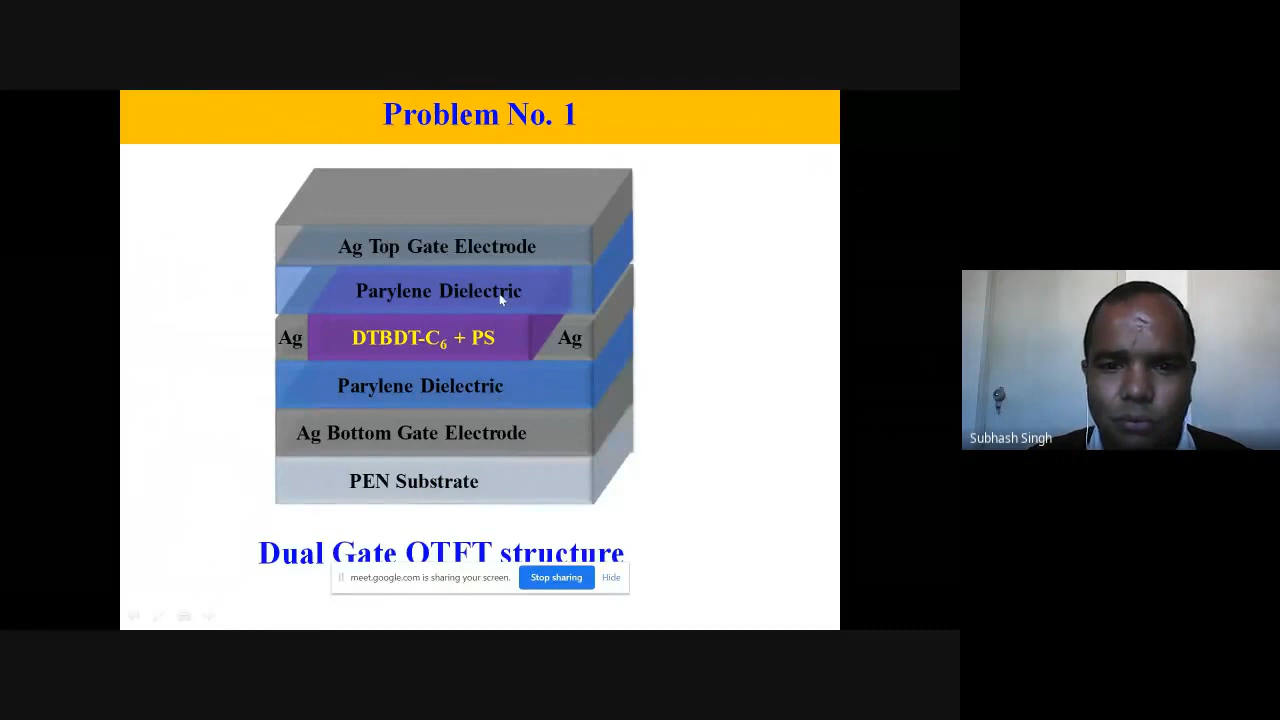 Problem No. 1
Ag Top Gate Electrode
Parylene Dielectric
Ag DTBDT-C₆ + PS Ag
Parylene Dielectric
Ag Bottom Gate Electrode
PEN Substrate
Dual Gate OTFT structure
meet.google.com is sharing your screen. Stop sharing Hide
Subhash Singh